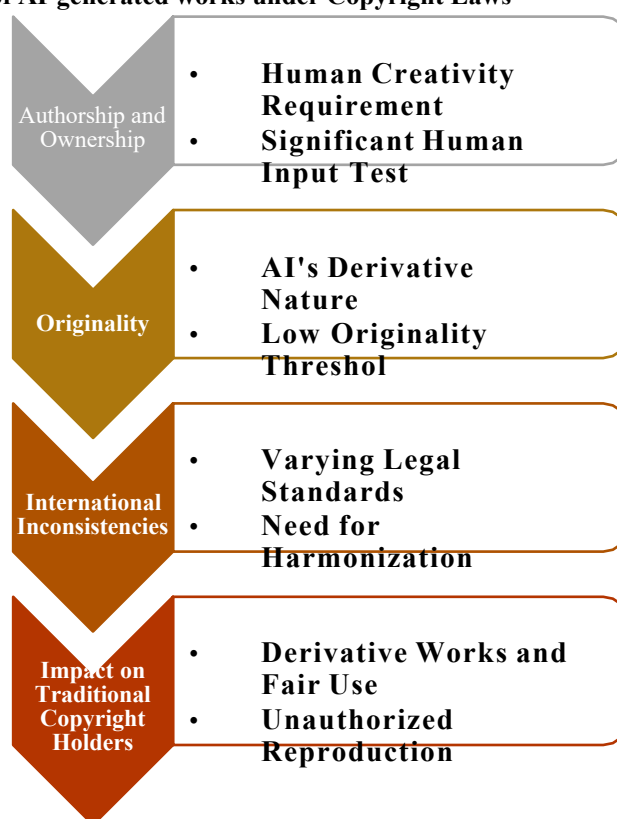 of AI generated works under Copyright Laws
Authorship and
Ownership
• Human Creativity
Requirement
• Significant Human
Input Test
Originality
• AI's Derivative
Nature
• Low Originality
Threshol
International
Inconsistencies
• Varying Legal
Standards
• Need for
Harmonization
Impact on
Traditional
Copyright
Holders
• Derivative Works and
Fair Use
• Unauthorized
Reproduction